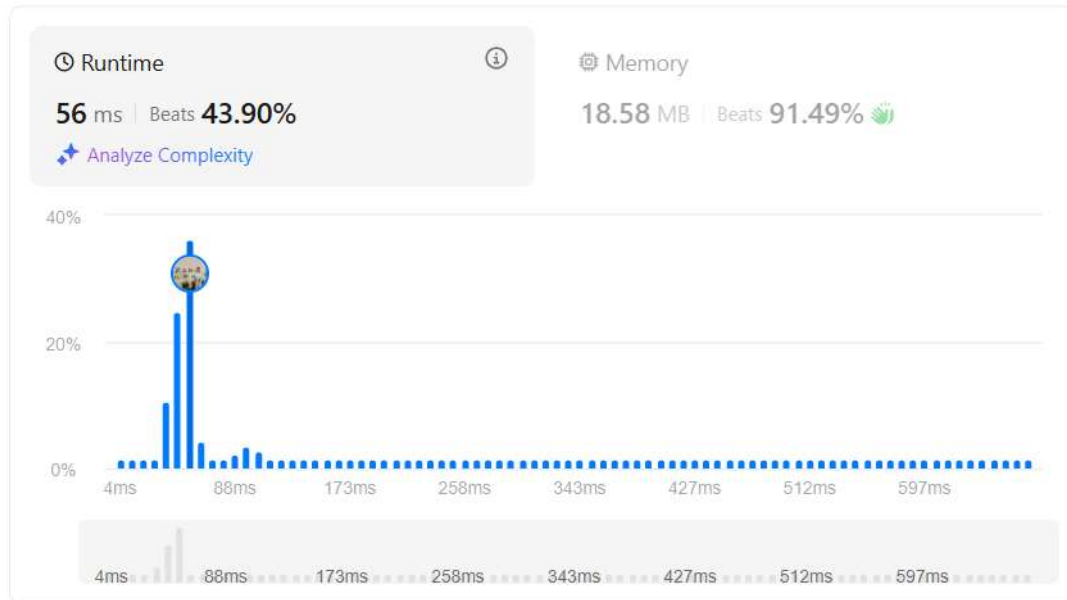 Runtime
56 ms Beats 43.90%
Analyze Complexity
Memory
18.58 MB Beats 91.49%
40%
20%
0%
4ms 88ms 173ms 258ms 343ms 427ms 512ms 597ms
4ms 88ms 173ms 258ms 343ms 427ms 512ms 597ms